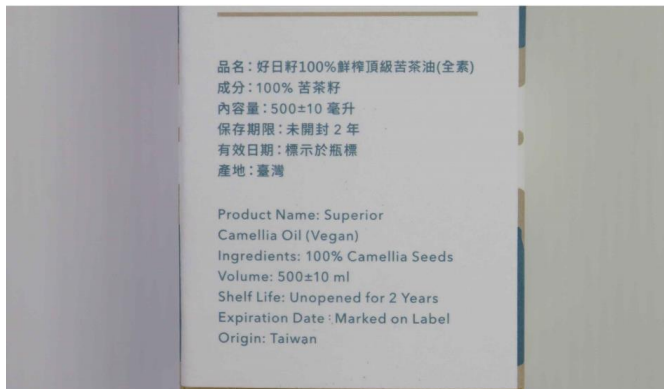 品名：好日籽100%鮮榨頂級苦茶油(全素)
成分：100% 苦茶籽
內容量：500±10 毫升
保存期限：未開封 2 年
有效日期：標示於瓶標
產地：臺灣
Product Name: Superior
Camellia Oil (Vegan)
Ingredients: 100% Camellia Seeds
Volume: 500±10 ml
Shelf Life: Unopened for 2 Years
Expiration Date：Marked on Label
Origin: Taiwan